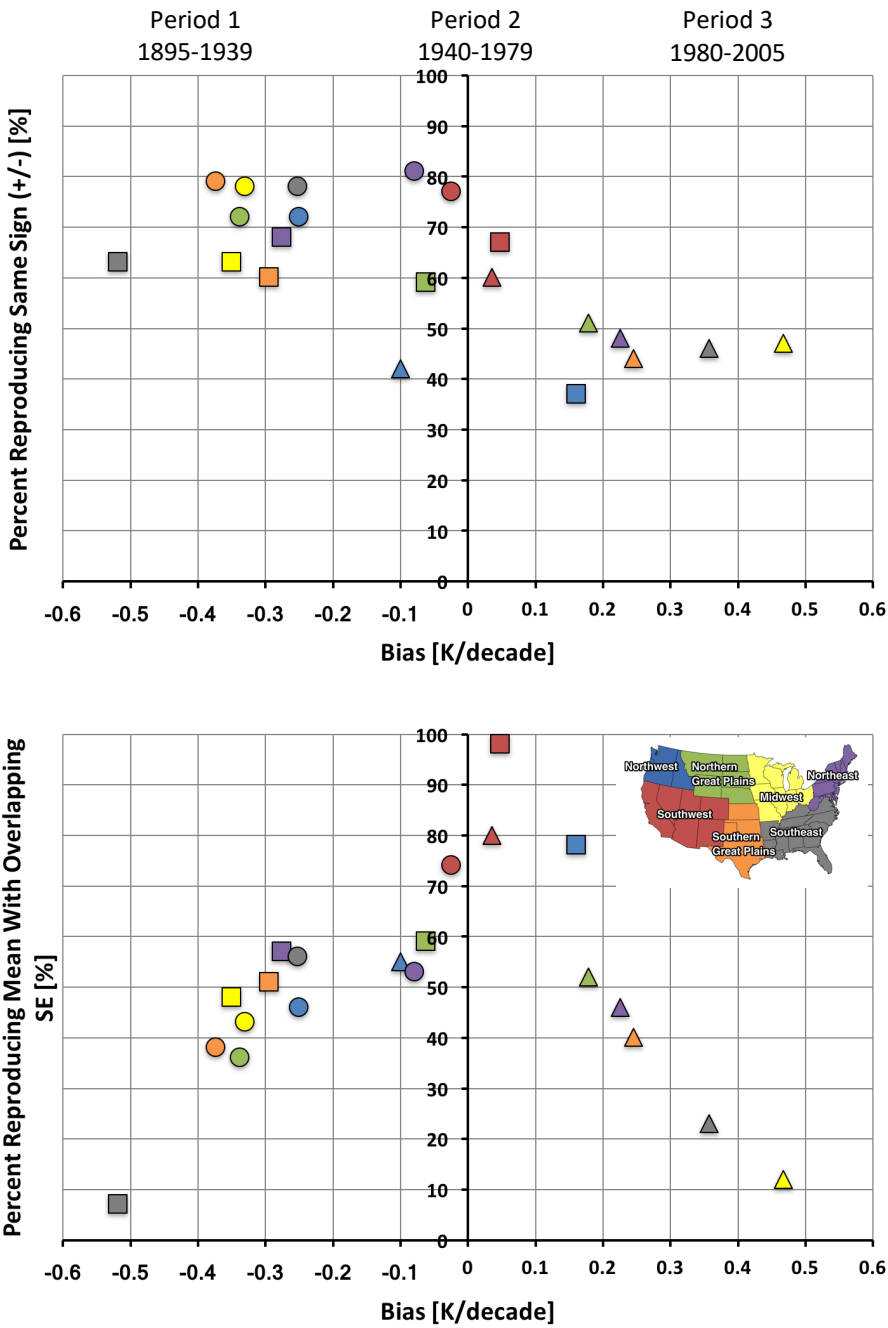 Period 1
1895-1939
Period 2
1940-1979
Period 3
1980-2005
Percent Reproducing Same Sign (+/-) [%]
100
90
80
70
60
50
40
30
20
10
0
-0.6 -0.5 -0.4 -0.3 -0.2 -0.1 0 0.1 0.2 0.3 0.4 0.5 0.6
Bias [K/decade]
Percent Reproducing Mean With Overlapping
SE [%]
100
90
80
70
60
50
40
30
20
10
0
Northwest
Northern
Great Plains
Northeast
Midwest
Southwest
Southeast
Southern
Great Plains
-0.6 -0.5 -0.4 -0.3 -0.2 -0.1 0 0.1 0.2 0.3 0.4 0.5 0.6
Bias [K/decade]